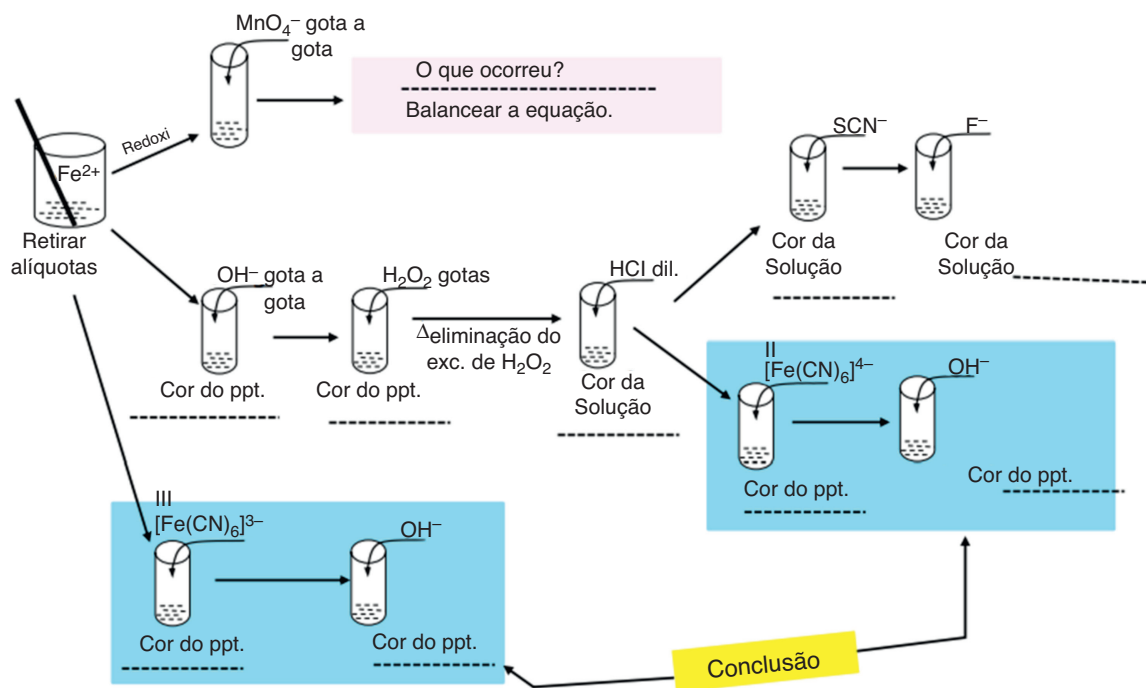 MnO₄⁻ gota a
gota
O que ocorreu?
Balancear a equação.
Redoxi
Fe²⁺
Retirar
alíquotas
SCN⁻
F⁻
Cor da
Solução
Cor da
Solução
OH⁻ gota a
gota
H₂O₂ gotas
Δeliminação do
exc. de H₂O₂
HCl dil.
Cor do ppt.
Cor do ppt.
Cor da
Solução
II
[Fe(CN)₆]⁴⁻
OH⁻
Cor do ppt.
Cor do ppt.
III
[Fe(CN)₆]³⁻
OH⁻
Cor do ppt.
Cor do ppt.
Conclusão